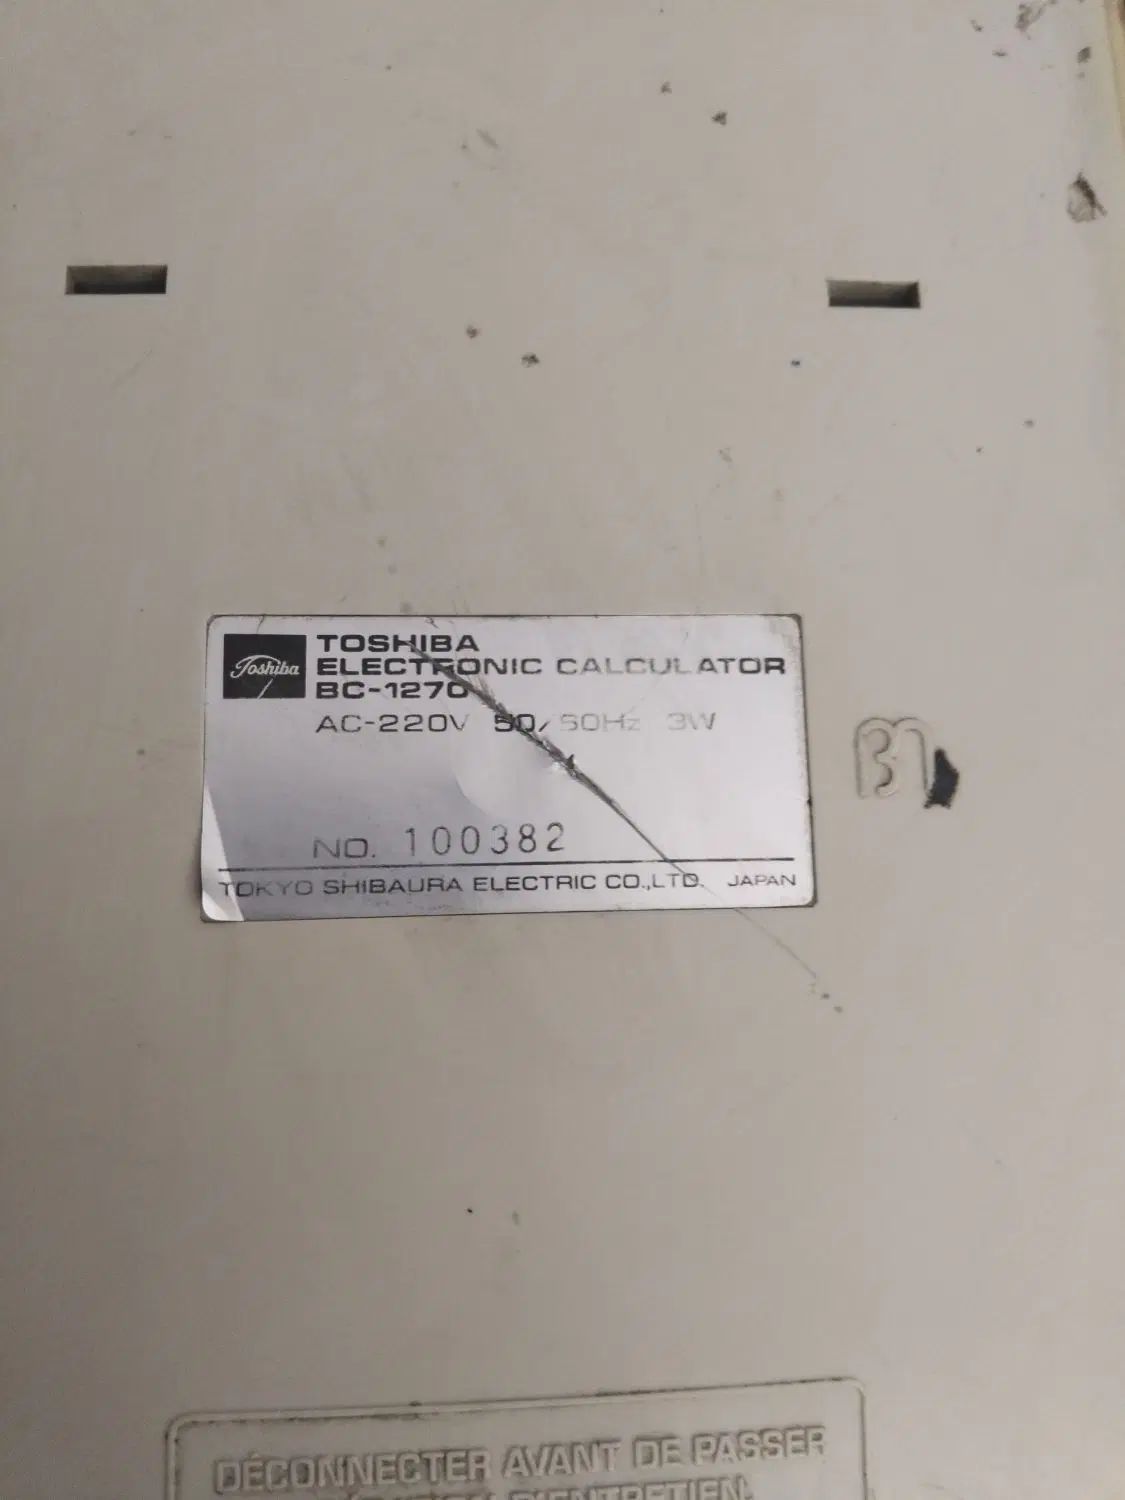 Toshiba
TOSHIBA
ELECTRONIC CALCULATOR
BC-1270
AC-220V 50/60Hz 3W
NO. 100382
TOKYO SHIBAURA ELECTRIC CO.,LTD. JAPAN
DÉCONNECTER AVANT DE PASSER
D'ENTRETIEN.